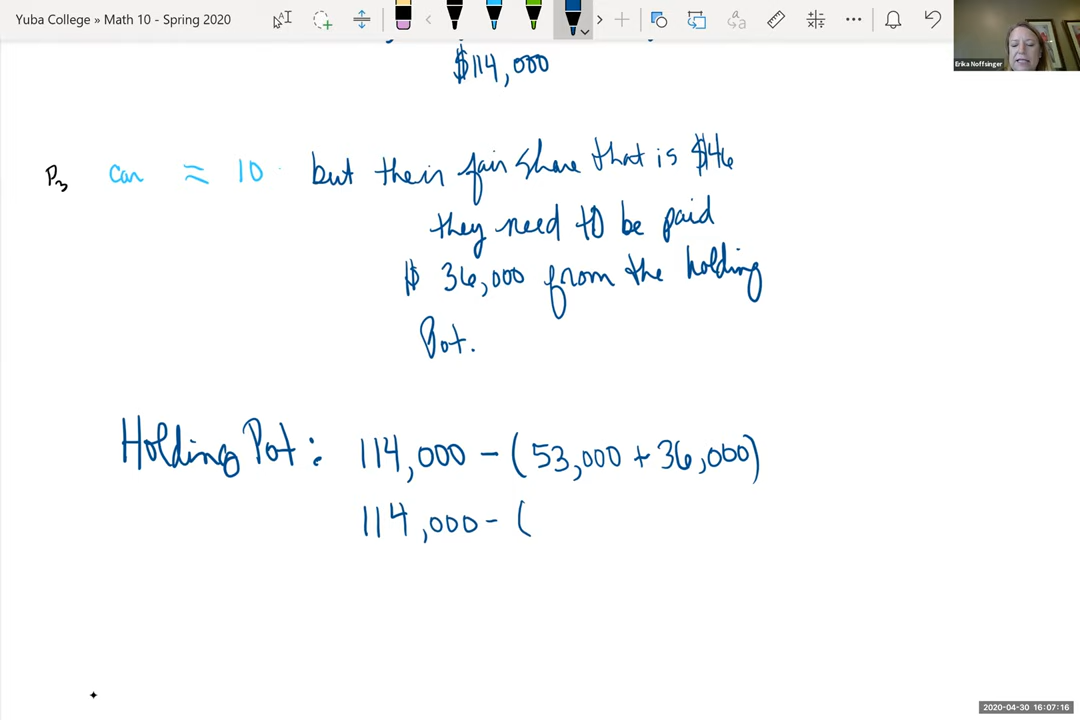 Yuba College » Math 10 - Spring 2020
Erika Noffsinger
$114,000
P3 Car ≈ 10 but their fair share that is $46
they need to be paid
$ 36,000 from the holding
Pot.
Holding Pot: 114,000 - (53,000 + 36,000)
114,000 - (
2020-04-30 16:07:16